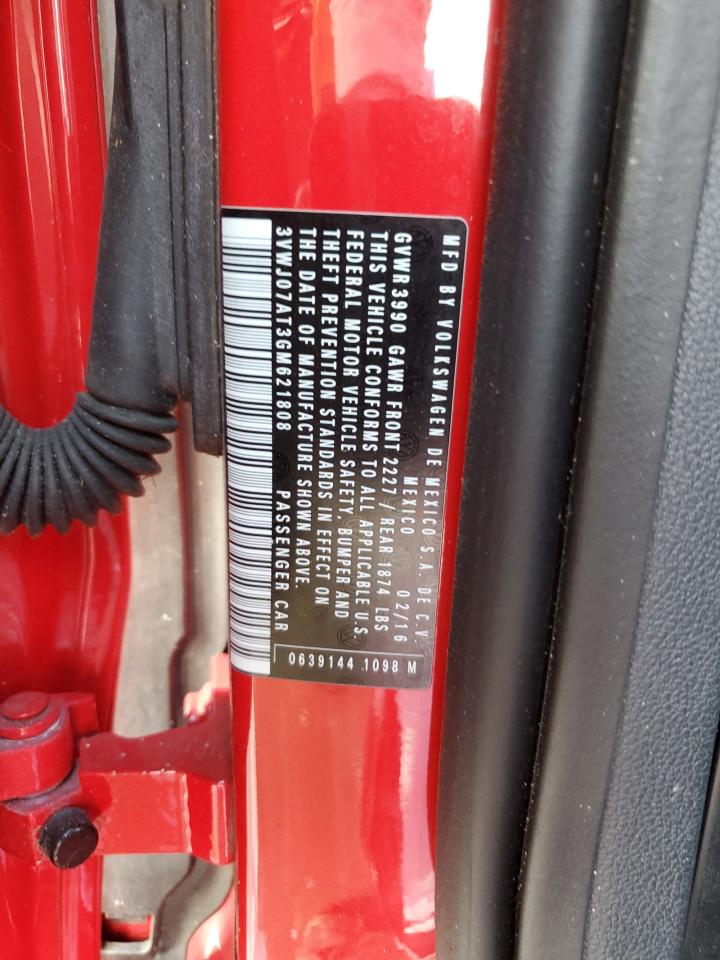 MFD BY VOLKSWAGEN DE MEXICO S.A. DE C.V.
MEXICO 02/16
GVWR3990 GAWR FRONT 2227 / REAR 1874 LBS
THIS VEHICLE CONFORMS TO ALL APPLICABLE U.S.
FEDERAL MOTOR VEHICLE SAFETY, BUMPER AND
THEFT PREVENTION STANDARDS IN EFFECT ON
THE DATE OF MANUFACTURE SHOWN ABOVE.
3VWJ07AT3GM621808 PASSENGER CAR
0639144 1098 M